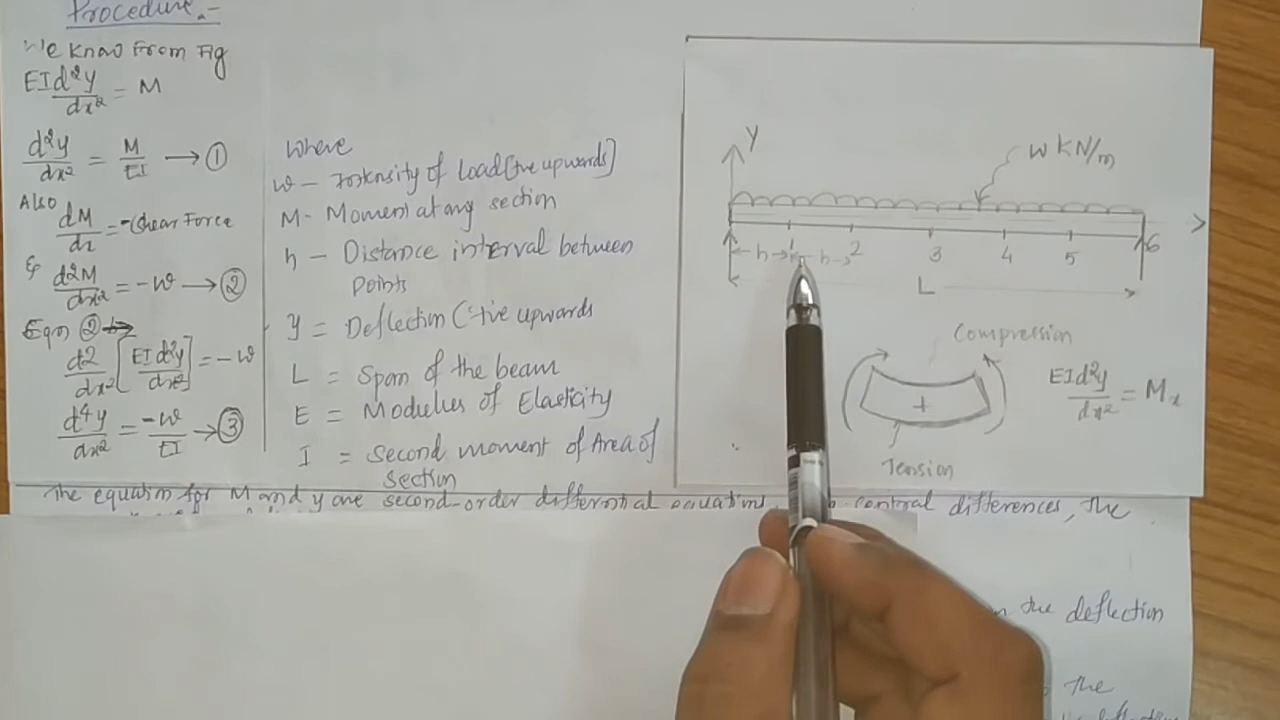 Procedure:-
We know From Fig
EI d²y/dx² = M
d²y/dx² = M/EI → ①
Also
dM/dx = -Shear Force
& d²M/dx² = -w → ②
Eqn ② →
d2/dx² [EI d²y/dx²] = -w
d⁴y/dx² = -w/EI → ③
where
w - Intensity of Load (+ve upwards)
M - Moment at any section
h - Distance interval between
Points
y = Deflection (+ve upwards
L = Span of the beam
E = Modulus of Elasticity
I = Second moment of Area of
Section
The equation for M and y are second-order differential equations central differences, the
Y
w KN/m
h 1 h 2 3 4 5 6
L
Compression
+
Tension
EI d²y/dx² = Mx
the deflection
the